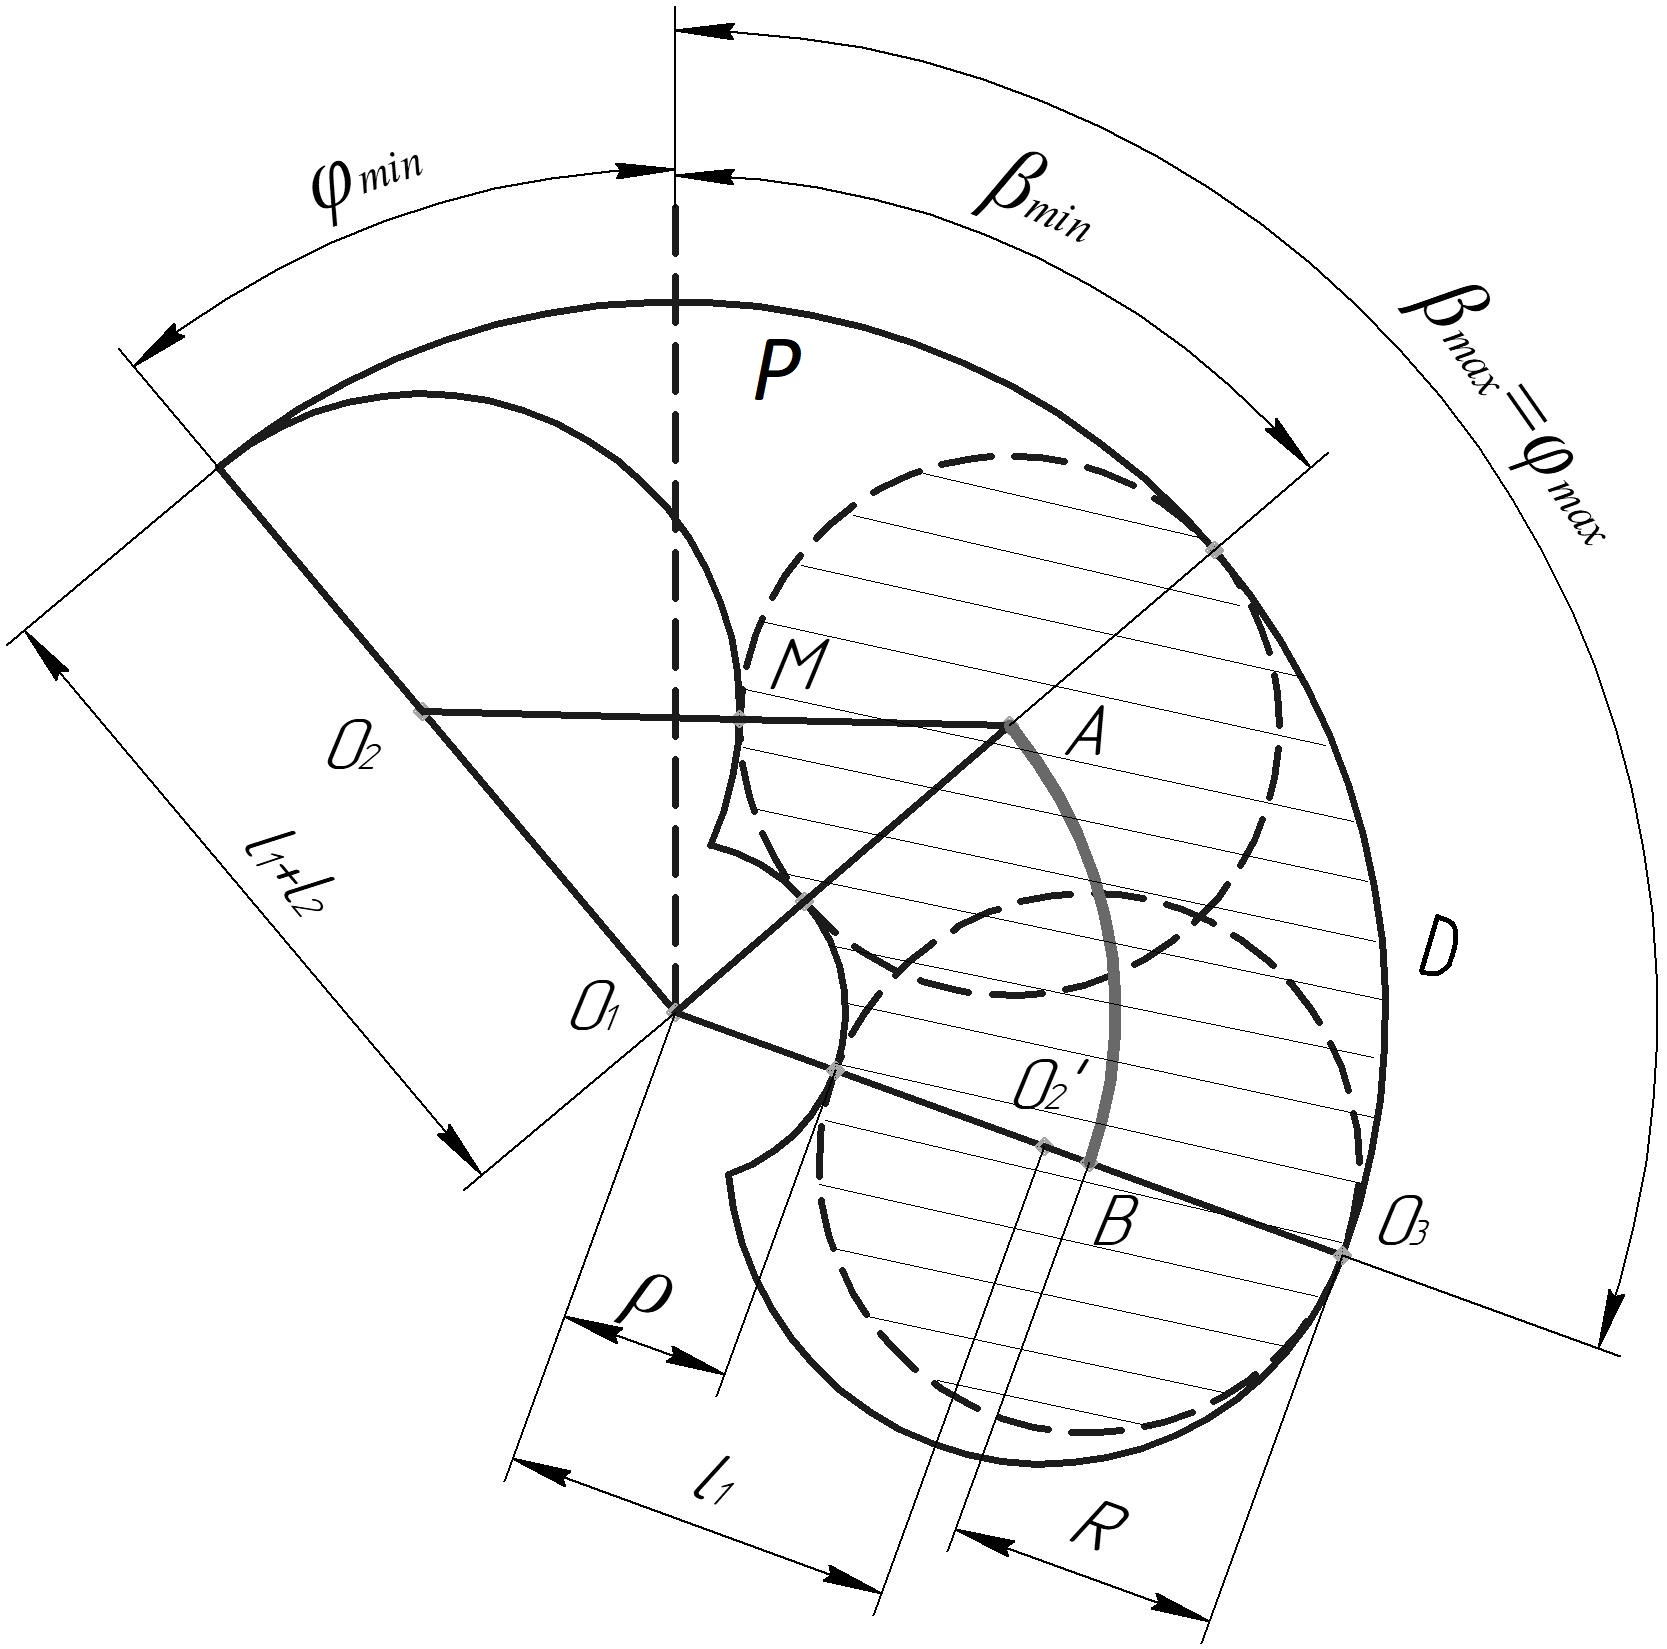 φmin
βmin
βmax=φmax
P
M
A
O2
l1+l2
D
O1
O2'
B
O3
ρ
l1
R